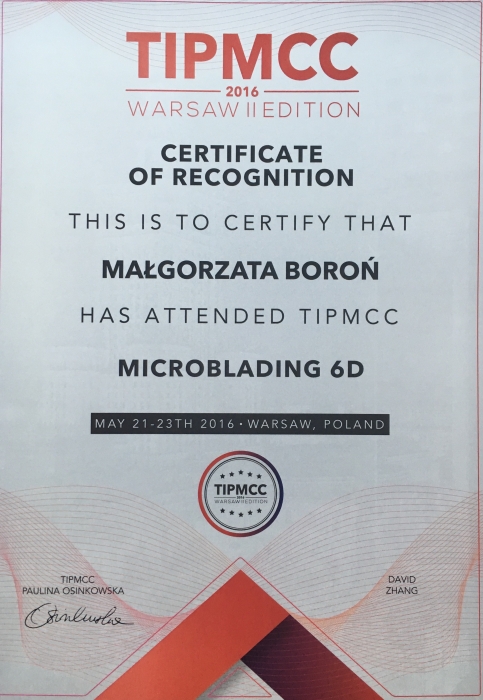 TIPMCC
2016
WARSAW II EDITION
CERTIFICATE
OF RECOGNITION
THIS IS TO CERTIFY THAT
MAŁGORZATA BOROŃ
HAS ATTENDED TIPMCC
MICROBLADING 6D
MAY 21-23TH 2016 • WARSAW, POLAND
TIPMCC
2016
WARSAW II EDITION
TIPMCC
PAULINA OSINKOWSKA
DAVID
ZHANG